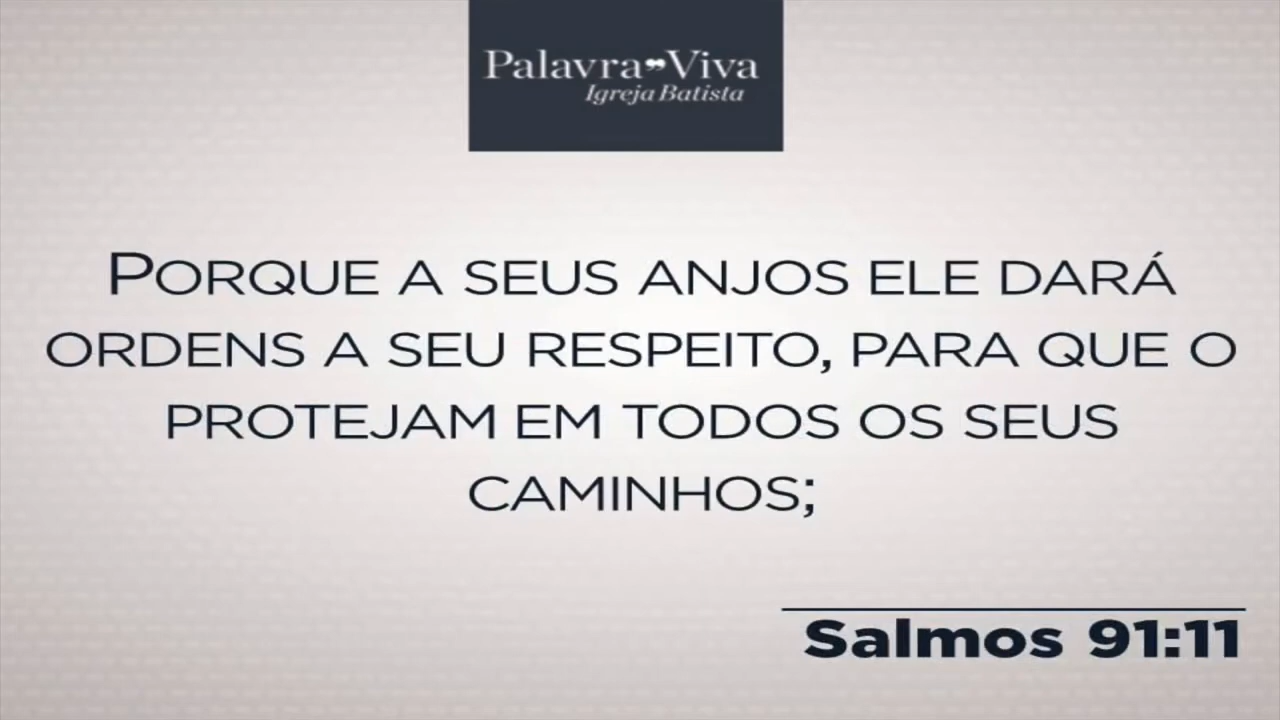 Palavra”Viva
Igreja Batista
PORQUE A SEUS ANJOS ELE DARÁ
ORDENS A SEU RESPEITO, PARA QUE O
PROTEJAM EM TODOS OS SEUS
CAMINHOS;
Salmos 91:11